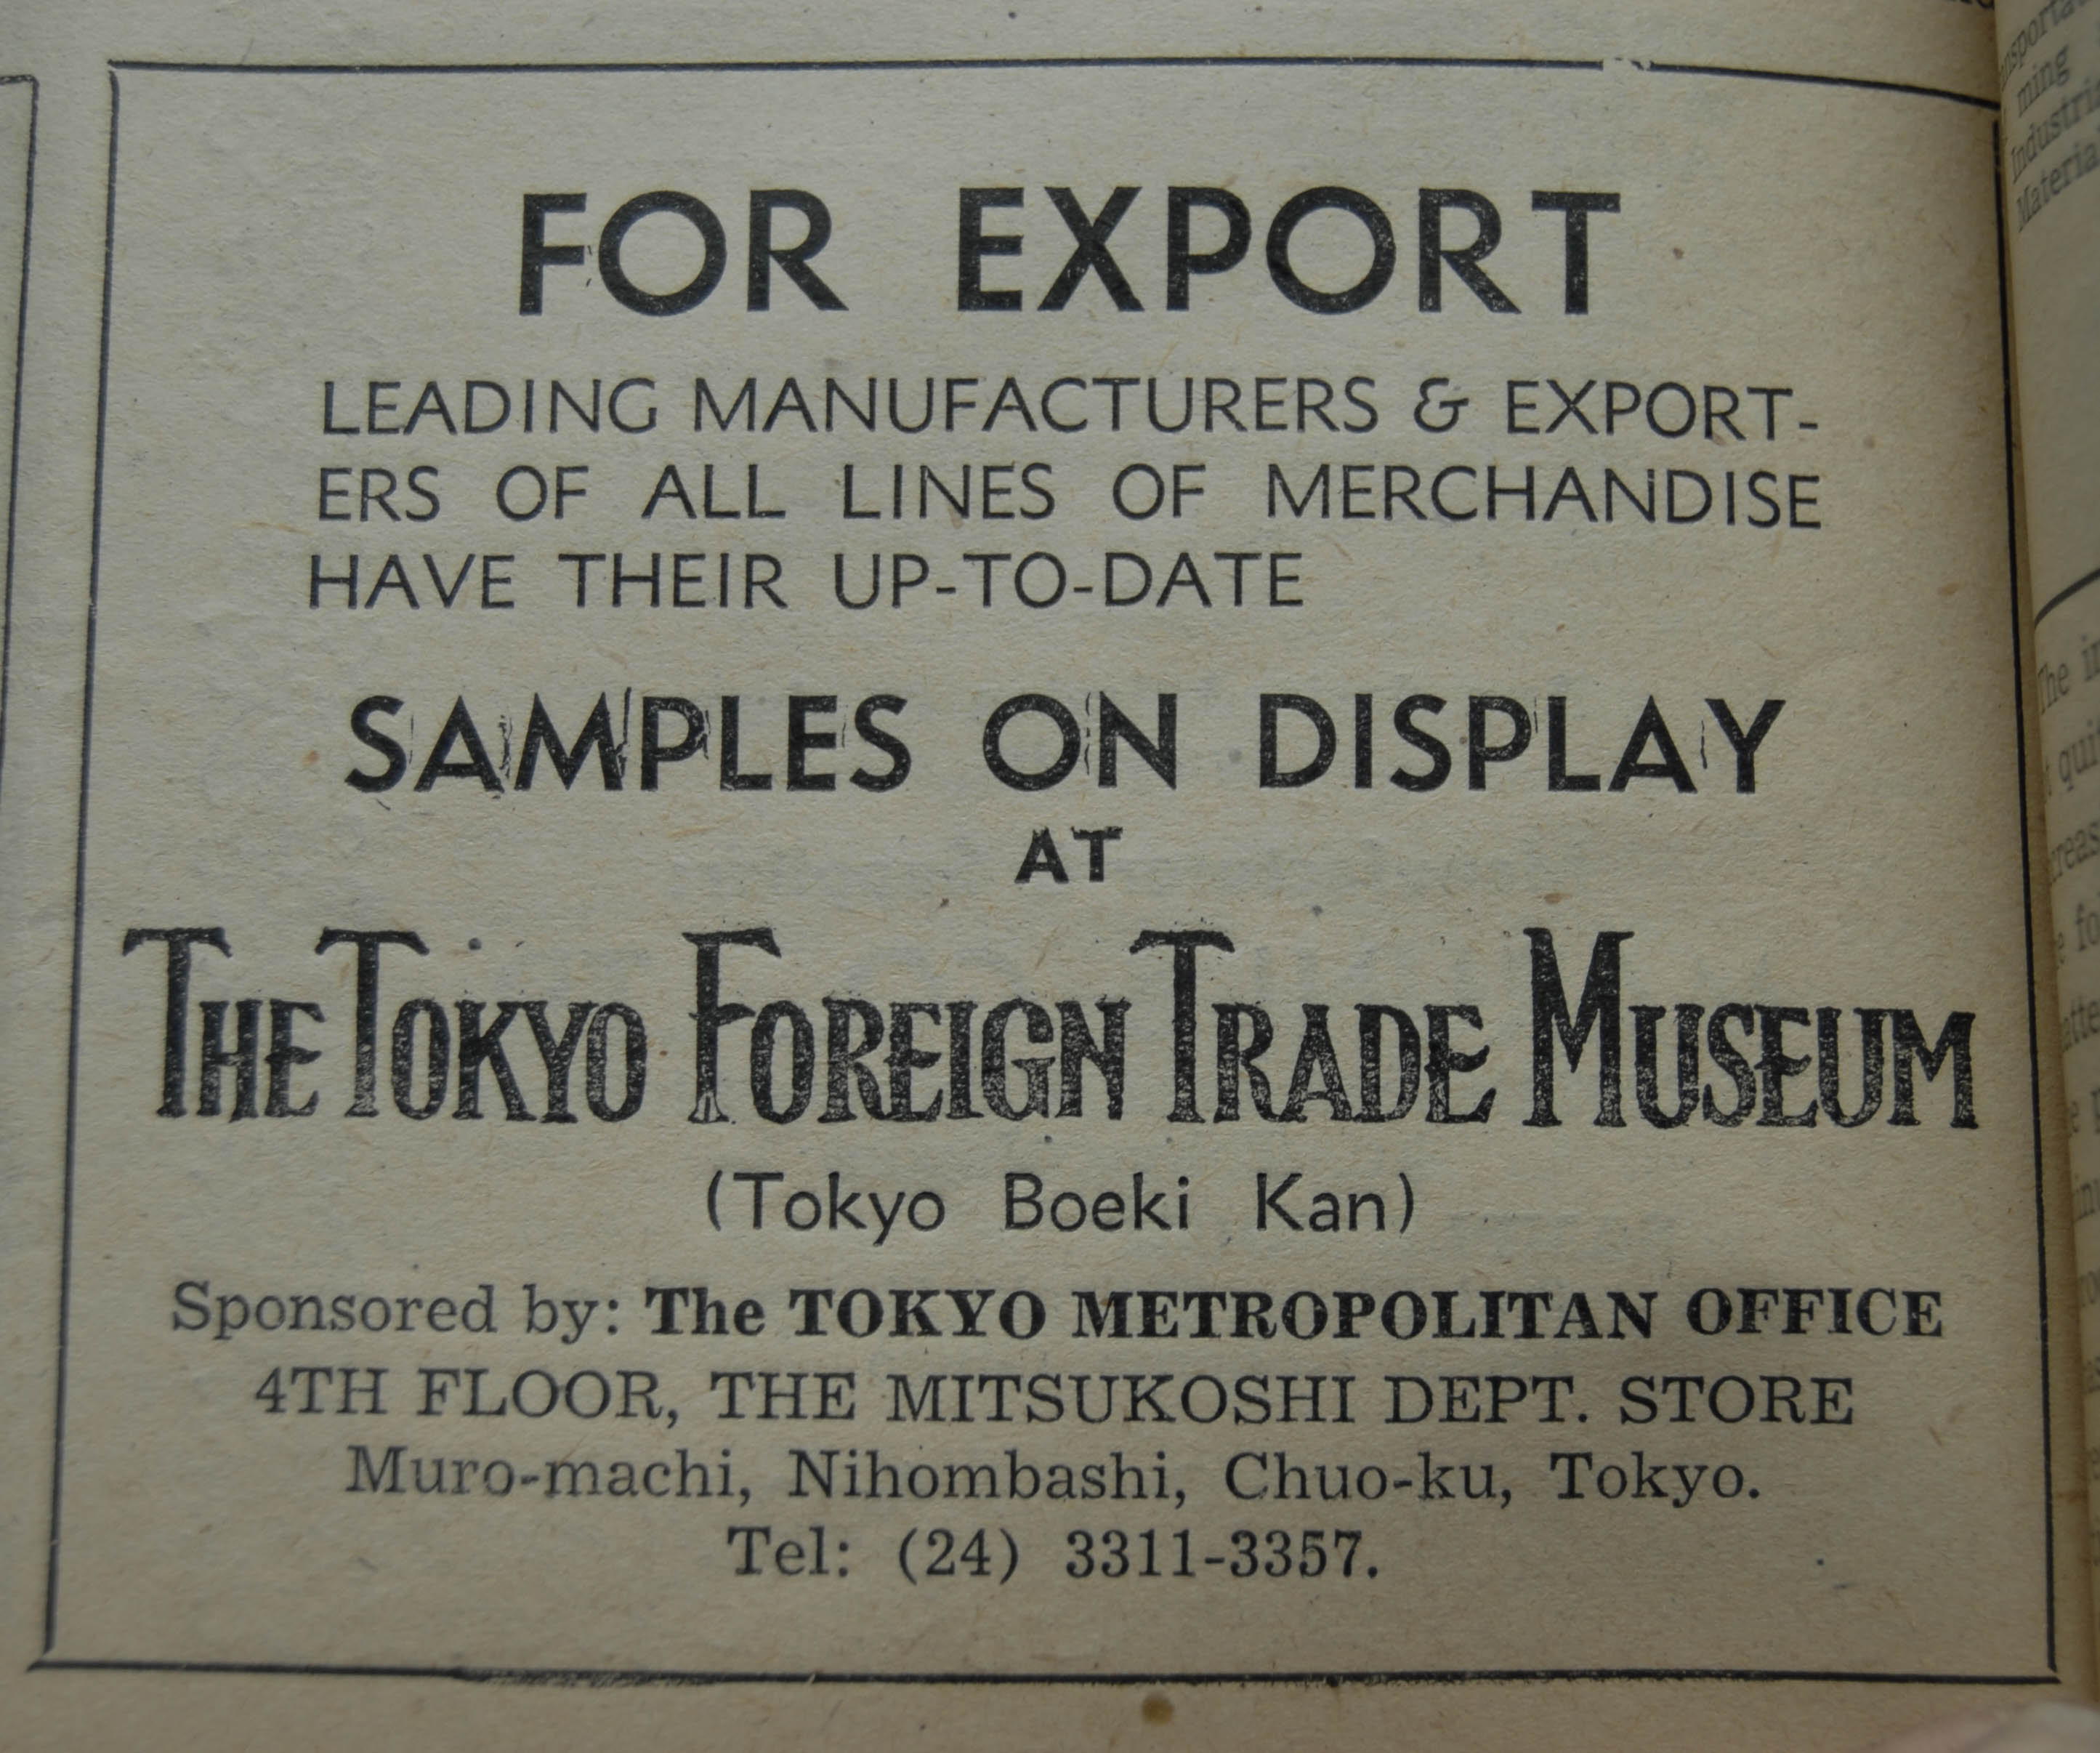 FOR EXPORT
LEADING MANUFACTURERS & EXPORT-
ERS OF ALL LINES OF MERCHANDISE
HAVE THEIR UP-TO-DATE
SAMPLES ON DISPLAY
AT
THE TOKYO FOREIGN TRADE MUSEUM
(Tokyo Boeki Kan)
Sponsored by: The TOKYO METROPOLITAN OFFICE
4TH FLOOR, THE MITSUKOSHI DEPT. STORE
Muro-machi, Nihombashi, Chuo-ku, Tokyo.
Tel: (24) 3311-3357.
ming
The